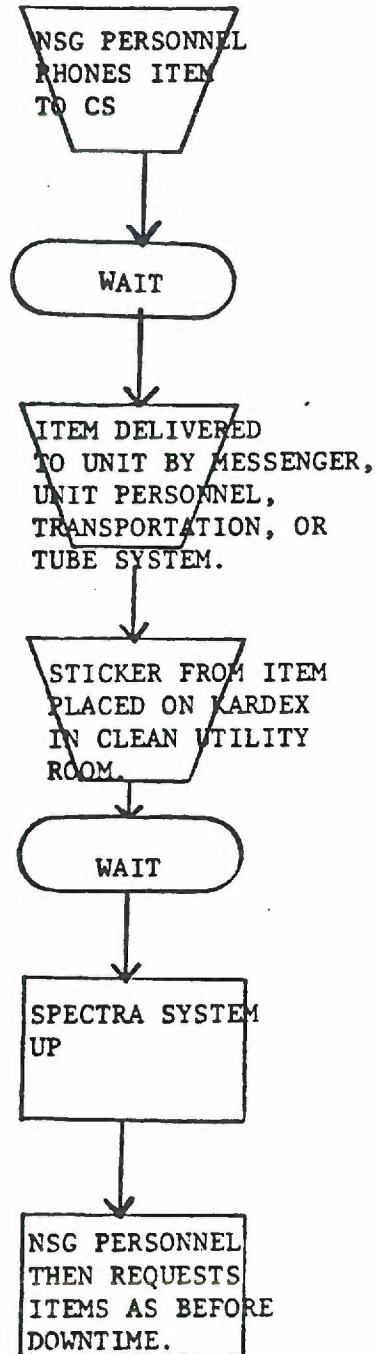 NSG PERSONNEL
PHONES ITEM
TO CS
WAIT
ITEM DELIVERED
TO UNIT BY MESSENGER,
UNIT PERSONNEL,
TRANSPORTATION, OR
TUBE SYSTEM.
STICKER FROM ITEM
PLACED ON KARDEX
IN CLEAN UTILITY
ROOM.
WAIT
SPECTRA SYSTEM
UP
NSG PERSONNEL
THEN REQUESTS
ITEMS AS BEFORE
DOWNTIME.